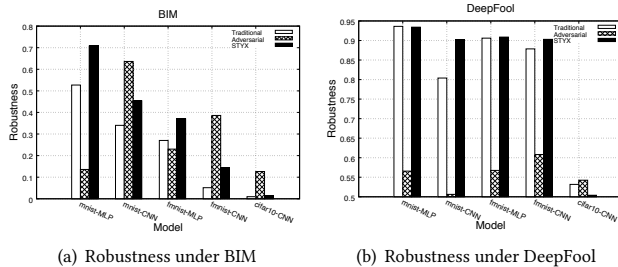 BIM
Traditional
Adversarial
STYX
0.8
0.7
0.6
0.5
0.4
0.3
0.2
0.1
0
Robustness
mnist-MLP
mnist-CNN
fmnist-MLP
fmnist-CNN
cifar10-CNN
Model
(a) Robustness under BIM
DeepFool
Traditional
Adversarial
STYX
0.95
0.9
0.85
0.8
0.75
0.7
0.65
0.6
0.55
0.5
Robustness
mnist-MLP
mnist-CNN
fmnist-MLP
fmnist-CNN
cifar10-CNN
Model
(b) Robustness under DeepFool